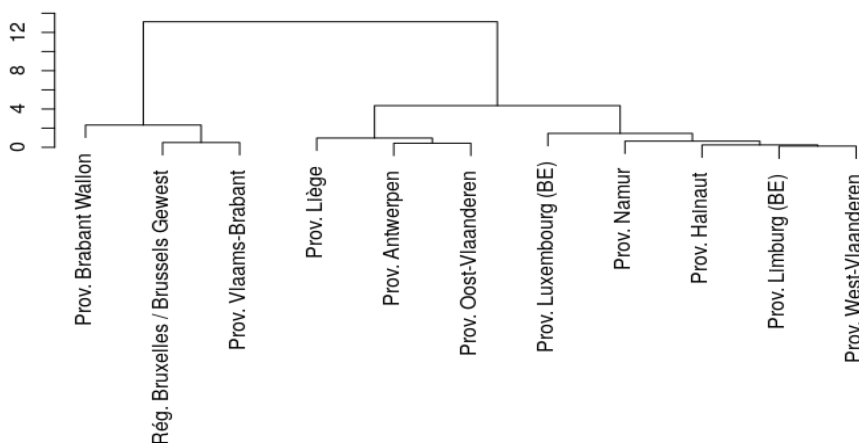 12
8
4
0
Prov. Brabant Wallon
Rég. Bruxelles / Brussels Gewest
Prov. Vlaams-Brabant
Prov. Liège
Prov. Antwerpen
Prov. Oost-Vlaanderen
Prov. Luxembourg (BE)
Prov. Namur
Prov. Hainaut
Prov. Limburg (BE)
Prov. West-Vlaanderen